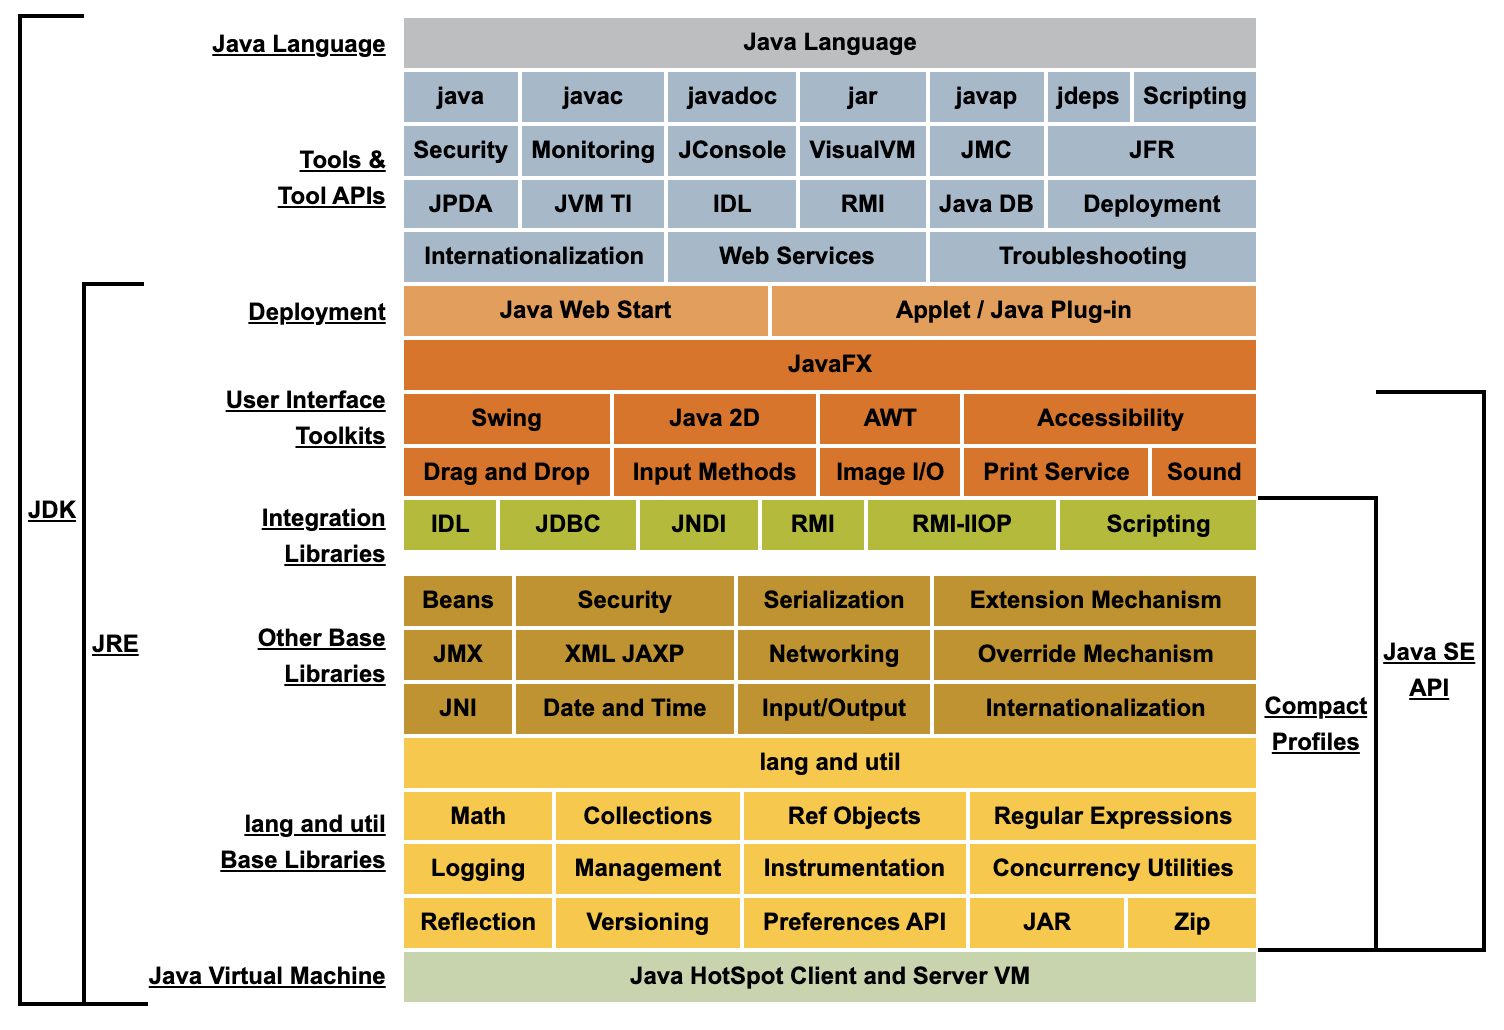 Java Language
Java Language
java javac javadoc jar javap jdeps Scripting
Tools &
Tool APIs
Security Monitoring JConsole VisualVM JMC JFR
JPDA JVM TI IDL RMI Java DB Deployment
Internationalization Web Services Troubleshooting
Deployment
Java Web Start Applet / Java Plug-in
JavaFX
User Interface
Toolkits
Swing Java 2D AWT Accessibility
Drag and Drop Input Methods Image I/O Print Service Sound
Integration
Libraries
IDL JDBC JNDI RMI RMI-IIOP Scripting
JDK
JRE
Other Base
Libraries
Beans Security Serialization Extension Mechanism
JMX XML JAXP Networking Override Mechanism
JNI Date and Time Input/Output Internationalization
Java SE
API
Compact
Profiles
lang and util
lang and util
Base Libraries
Math Collections Ref Objects Regular Expressions
Logging Management Instrumentation Concurrency Utilities
Reflection Versioning Preferences API JAR Zip
Java Virtual Machine
Java HotSpot Client and Server VM